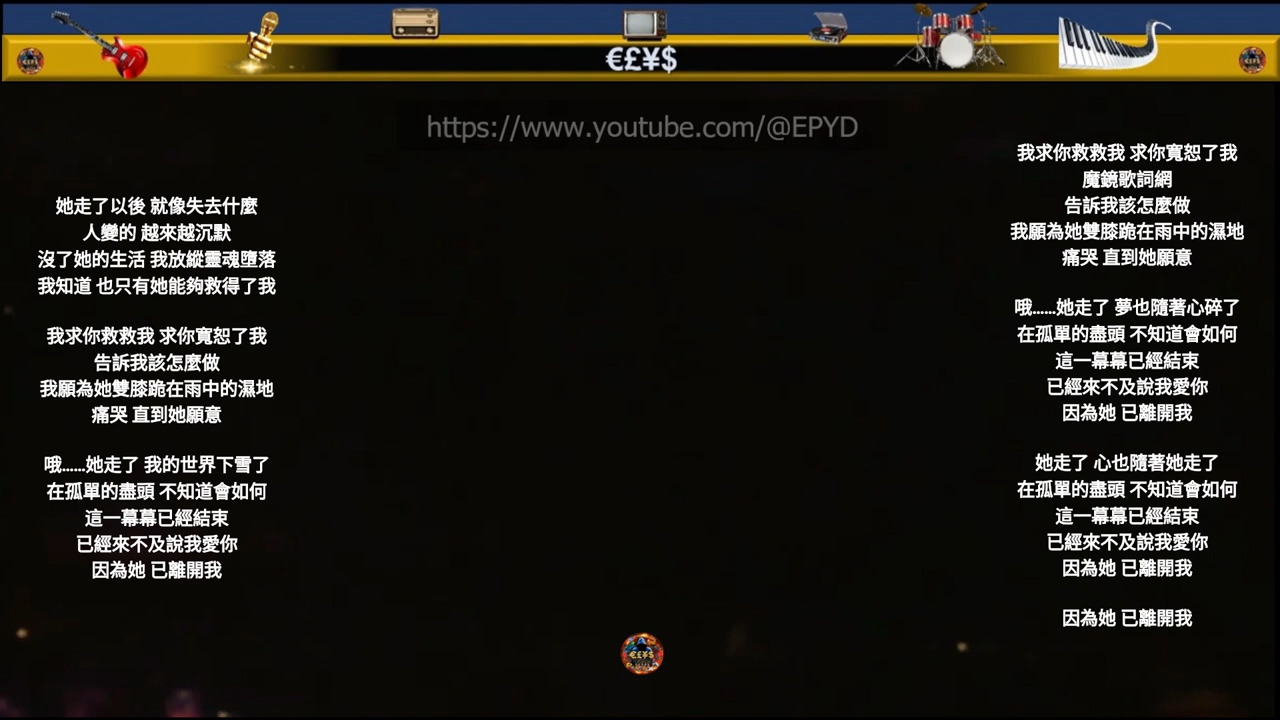 €£¥$
https://www.youtube.com/@EPYD
她走了以後 就像失去什麼
人變的 越來越沉默
沒了她的生活 我放縱靈魂墮落
我知道 也只有她能夠救得了我
我求你救救我 求你寬恕了我
告訴我該怎麼做
我願為她雙膝跪在雨中的濕地
痛哭 直到她願意
哦......她走了 我的世界下雪了
在孤單的盡頭 不知道會如何
這一幕幕已經結束
已經來不及說我愛你
因為她 已離開我
我求你救救我 求你寬恕了我
魔鏡歌詞網
告訴我該怎麼做
我願為她雙膝跪在雨中的濕地
痛哭 直到她願意
哦......她走了 夢也隨著心碎了
在孤單的盡頭 不知道會如何
這一幕幕已經結束
已經來不及說我愛你
因為她 已離開我
她走了 心也隨著她走了
在孤單的盡頭 不知道會如何
這一幕幕已經結束
已經來不及說我愛你
因為她 已離開我
因為她 已離開我
€£¥$